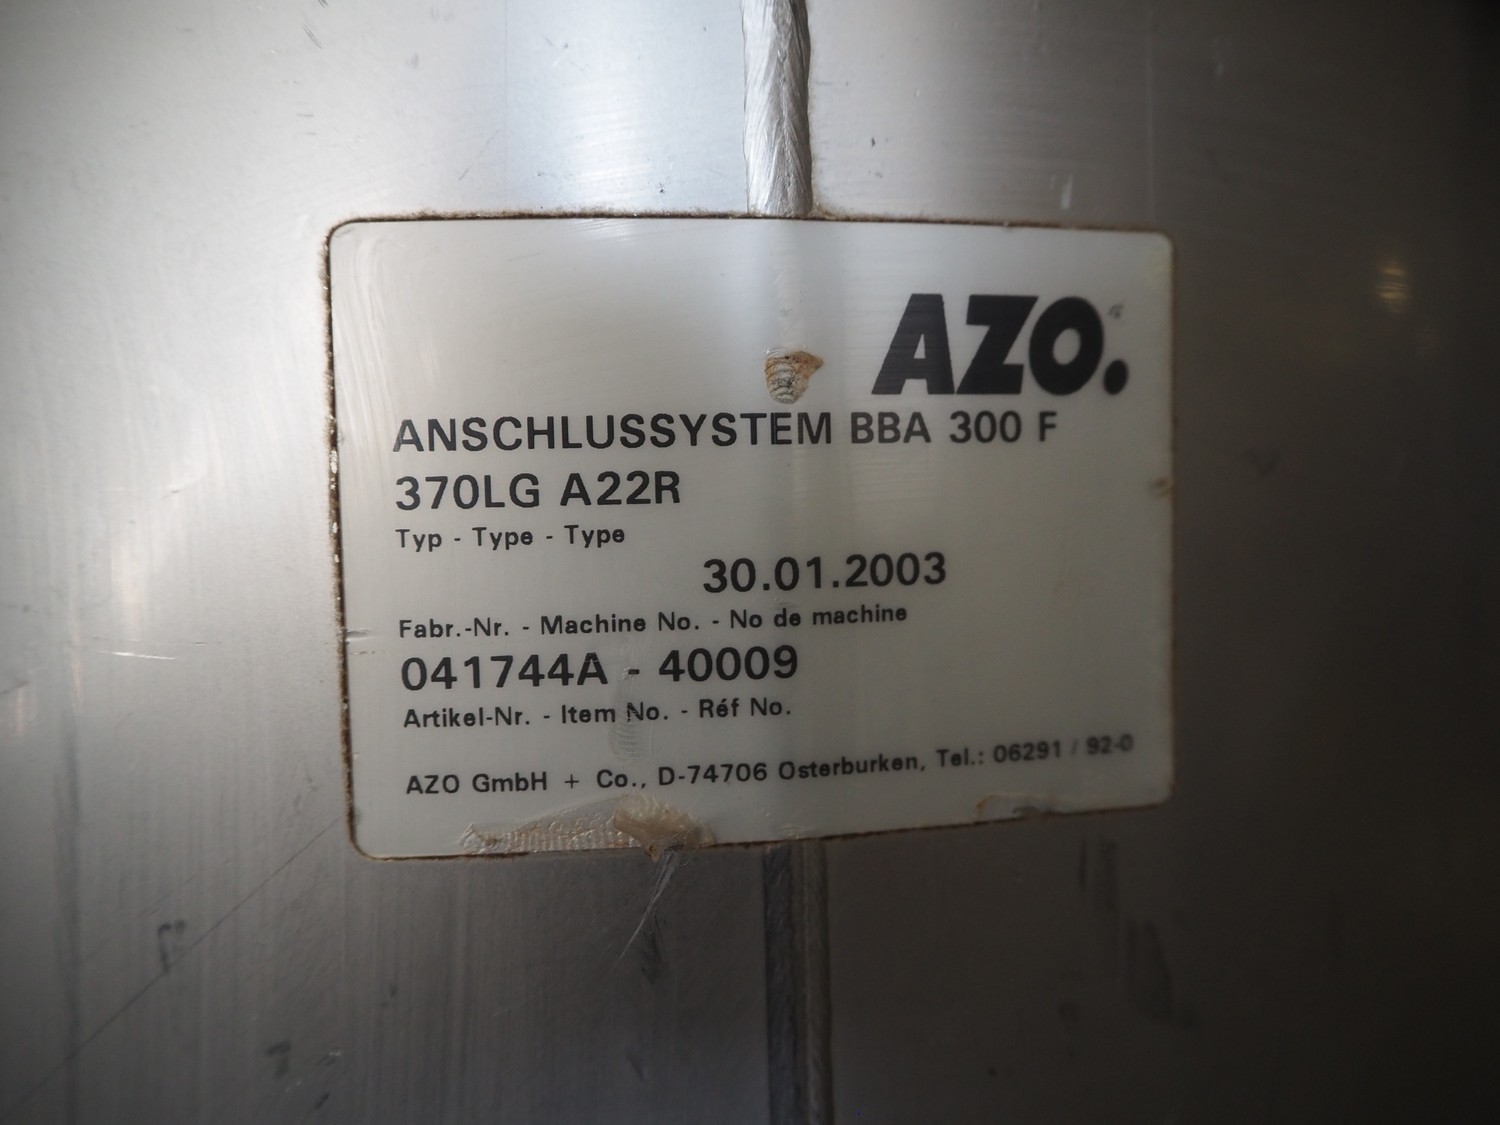 AZO.
ANSCHLUSSYSTEM BBA 300 F
370LG A22R
Typ - Type - Type
30.01.2003
Fabr.-Nr. - Machine No. - No de machine
041744A - 40009
Artikel-Nr. - Item No. - Réf No.
AZO GmbH + Co., D-74706 Osterburken, Tel.: 06291 / 92-0